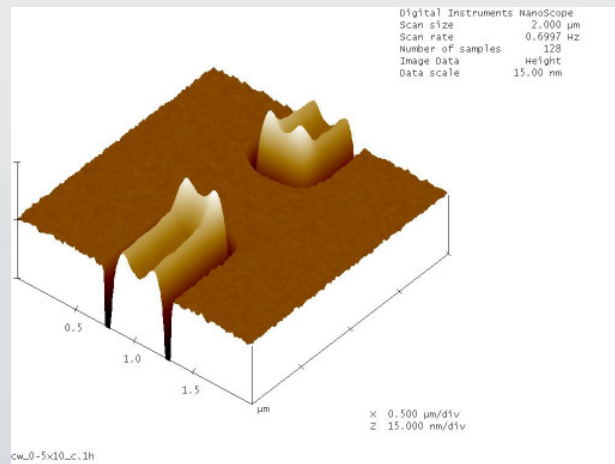 Digital Instruments NanoScope
Scan size 2.000 µm
Scan rate 0.6997 Hz
Number of samples 128
Image Data Height
Data scale 15.00 nm
0.5
1.0
1.5
µm
X 0.500 µm/div
Z 15.000 nm/div
cw_0-5x10_c.1h